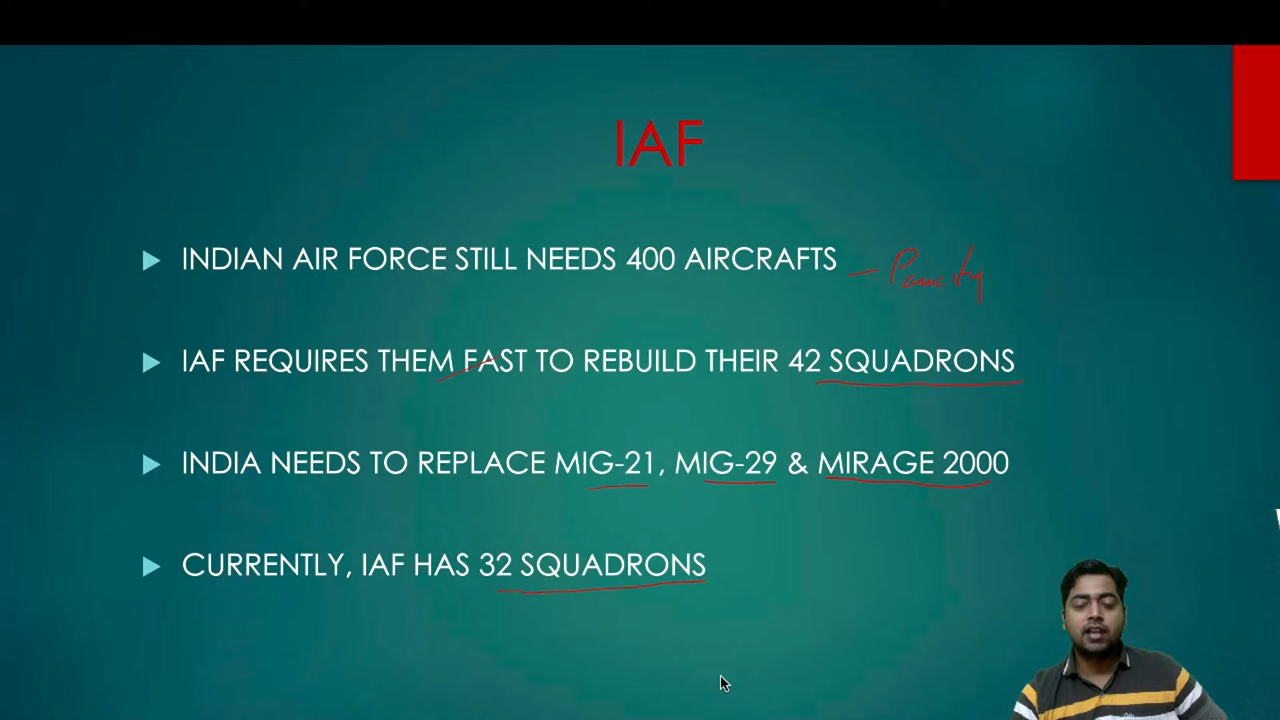 IAF
INDIAN AIR FORCE STILL NEEDS 400 AIRCRAFTS – Paucity
IAF REQUIRES THEM FAST TO REBUILD THEIR 42 SQUADRONS
INDIA NEEDS TO REPLACE MIG-21, MIG-29 & MIRAGE 2000
CURRENTLY, IAF HAS 32 SQUADRONS